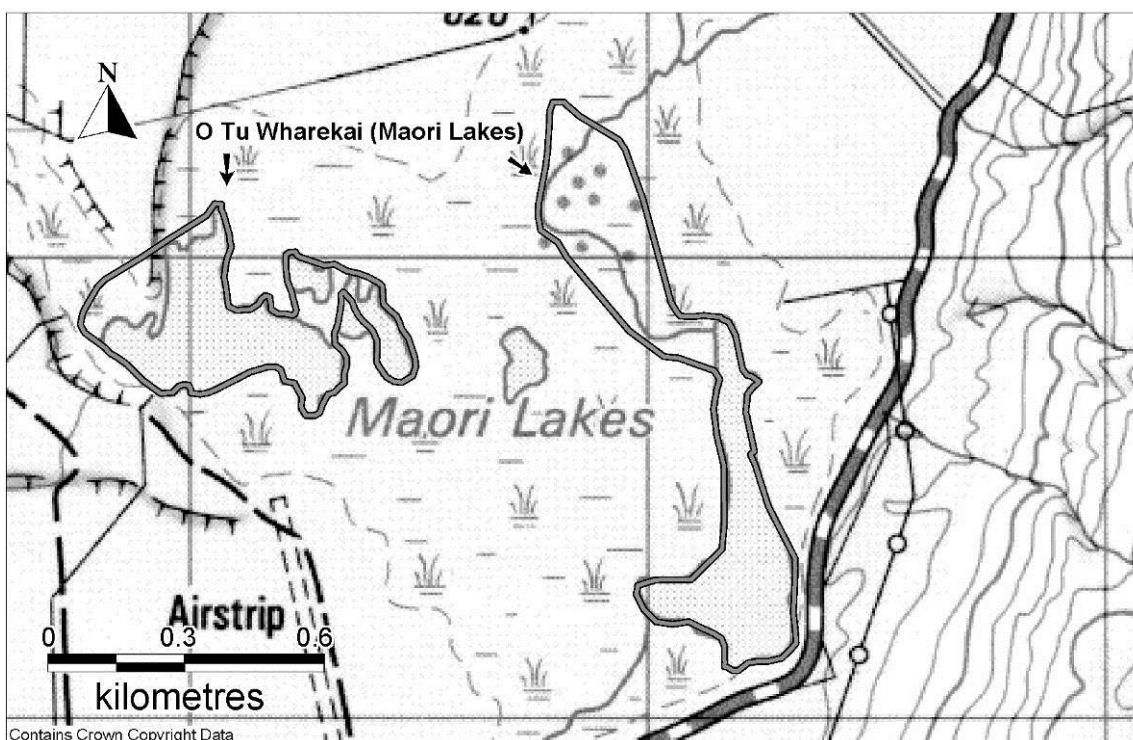 N
O Tu Wharekai (Maori Lakes)
Maori Lakes
Airstrip
0 0.3 0.6
kilometres
Contains Crown Copyright Data